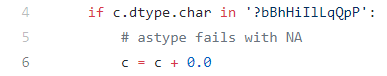 4 if c.dtype.char in '?bBhHiIlLqQpP':
5 # astype fails with NA
6 c = c + 0.0